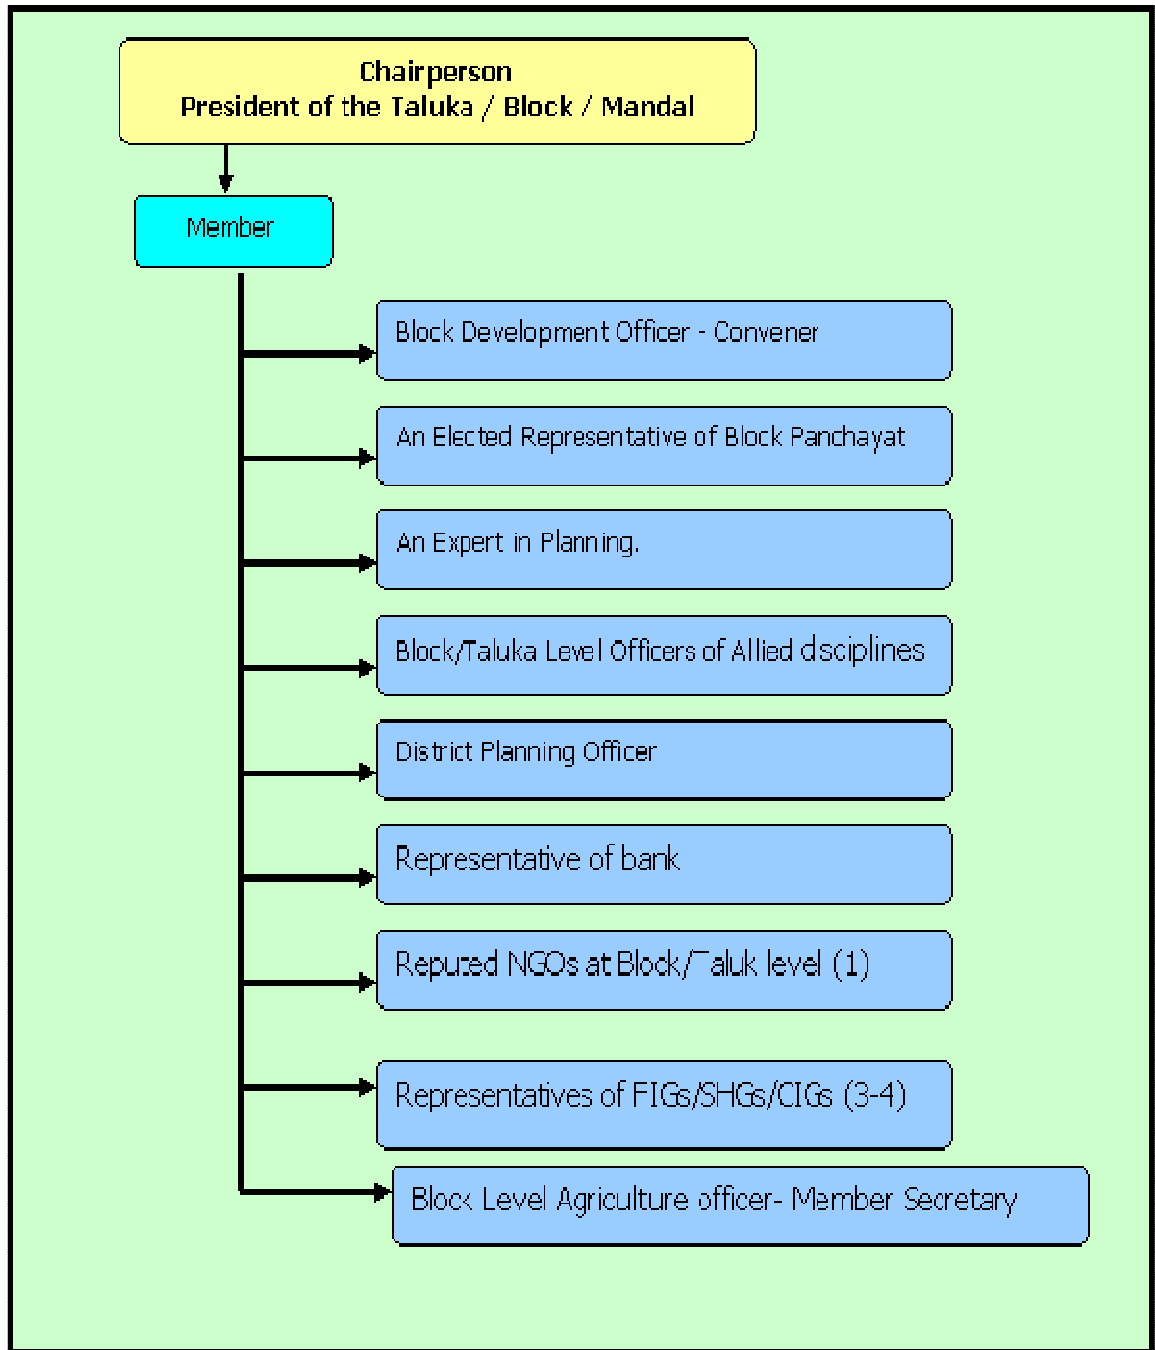 Chairperson
President of the Taluka / Block / Mandal
Member
Block Development Officer - Convener
An Elected Representative of Block Panchayat
An Expert in Planning.
Block/Taluka Level Officers of Allied dsciplines
District Planning Officer
Representative of bank
Reputed NGOs at Block/Taluk level (1)
Representatives of FIGs/SHGs/CIGs (3-4)
Block Level Agriculture officer- Member Secretary